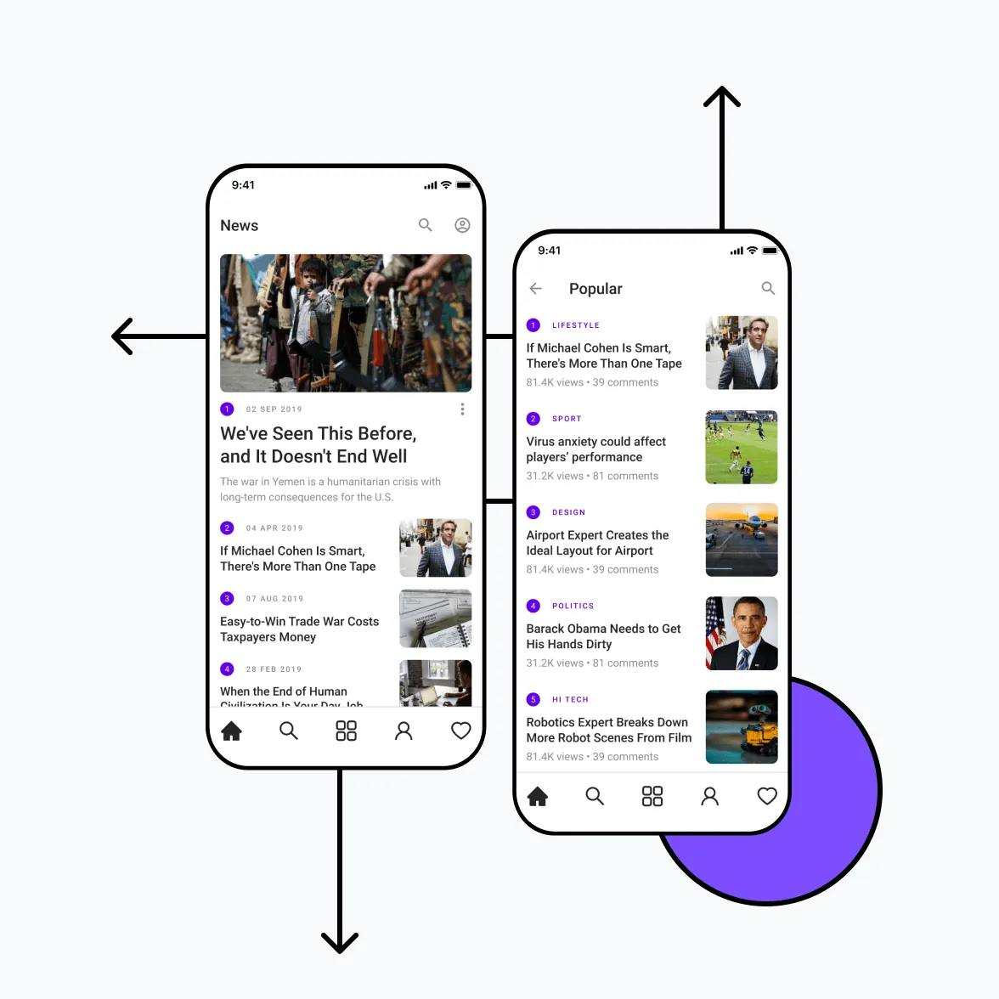 9:41
News
1 02 SEP 2019
We've Seen This Before,
and It Doesn't End Well
The war in Yemen is a humanitarian crisis with
long-term consequences for the U.S.
2 04 APR 2019
If Michael Cohen Is Smart,
There's More Than One Tape
3 07 AUG 2019
Easy-to-Win Trade War Costs
Taxpayers Money
4 28 FEB 2019
When the End of Human
Civilization Is Your Day Job
9:41
Popular
1 LIFESTYLE
If Michael Cohen Is Smart,
There's More Than One Tape
81.4K views • 39 comments
2 SPORT
Virus anxiety could affect
players’ performance
31.2K views • 81 comments
3 DESIGN
Airport Expert Creates the
Ideal Layout for Airport
81.4K views • 39 comments
4 POLITICS
Barack Obama Needs to Get
His Hands Dirty
31.2K views • 81 comments
5 HI TECH
Robotics Expert Breaks Down
More Robot Scenes From Film
81.4K views • 39 comments